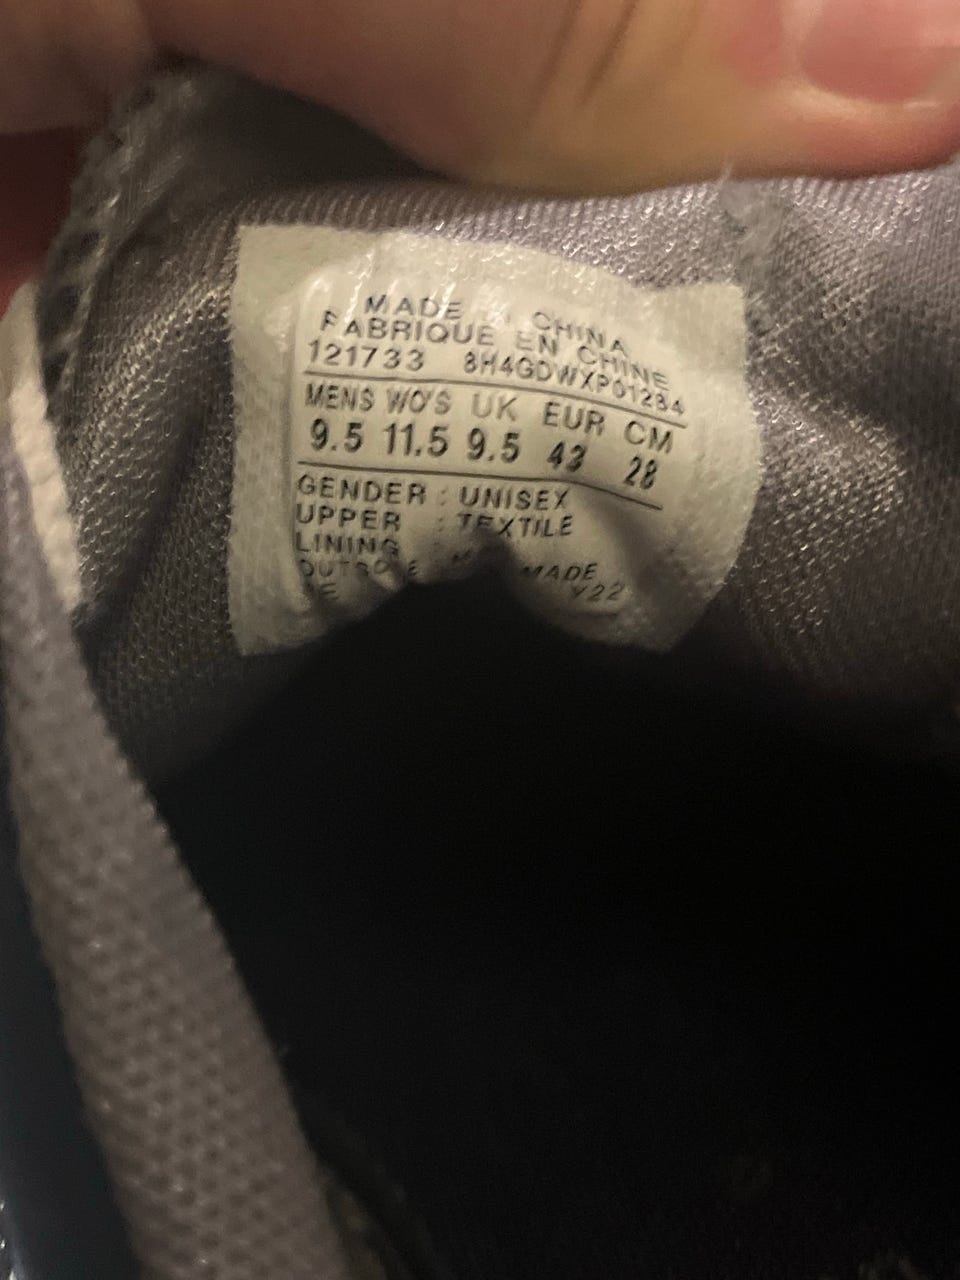 MADE CHINA
FABRIQUE EN CHINE
121733 8H4GDWXP01234
MENS WO'S UK EUR CM
9.5 11.5 9.5 43 28
GENDER : UNISEX
UPPER : TEXTILE
LINING :
OUTSOLE MADE
Y22